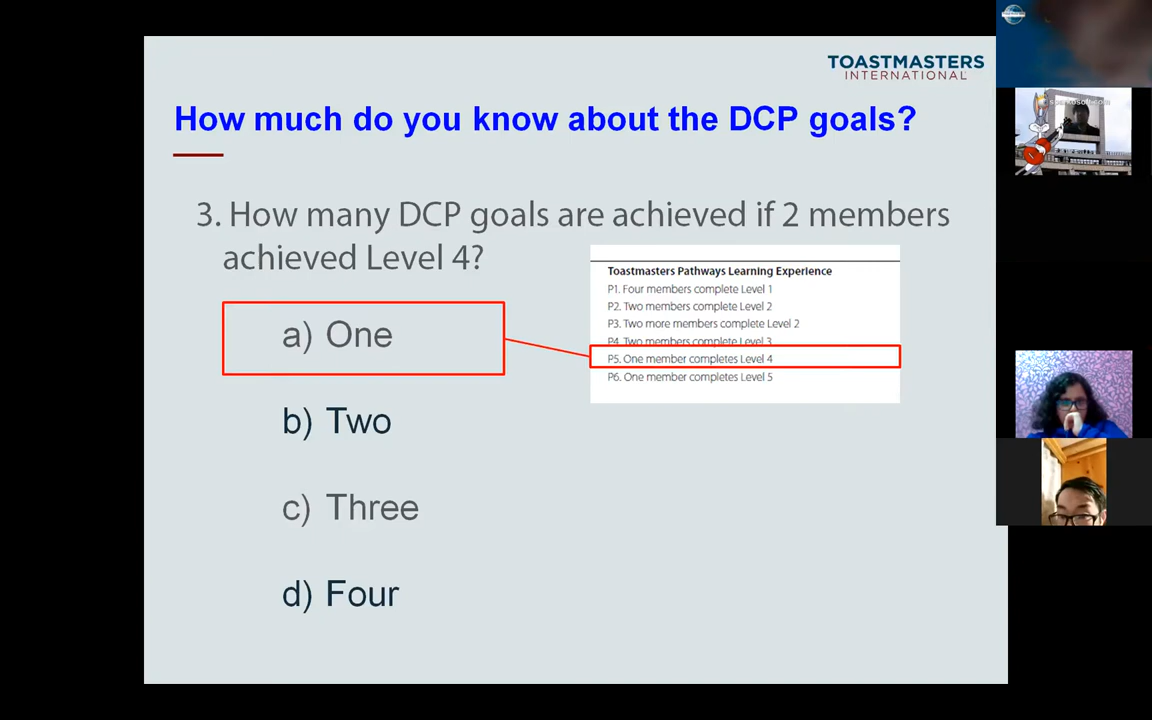 TOASTMASTERS
INTERNATIONAL
How much do you know about the DCP goals?
3. How many DCP goals are achieved if 2 members
achieved Level 4?
Toastmasters Pathways Learning Experience
P1. Four members complete Level 1
P2. Two members complete Level 2
P3. Two more members complete Level 2
P4. Two members complete Level 3
P5. One member completes Level 4
P6. One member completes Level 5
a) One
b) Two
c) Three
d) Four